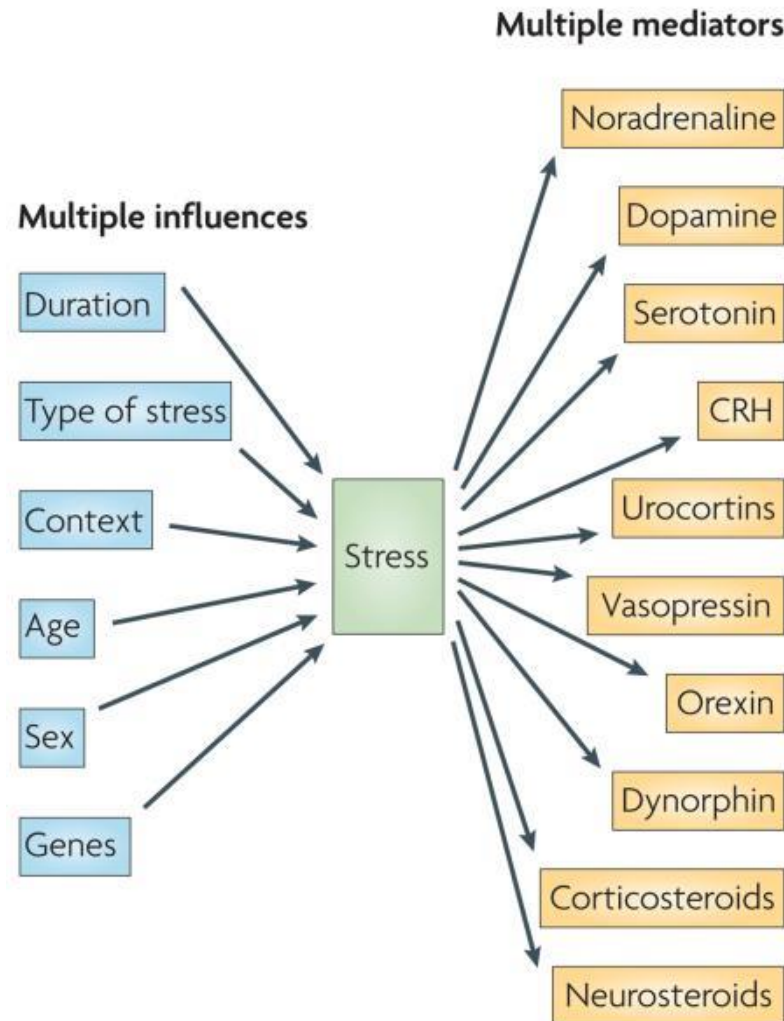 Multiple mediators
Noradrenaline
Dopamine
Serotonin
CRH
Urocortins
Vasopressin
Orexin
Dynorphin
Corticosteroids
Neurosteroids
Multiple influences
Duration
Type of stress
Context
Age
Sex
Genes
Stress